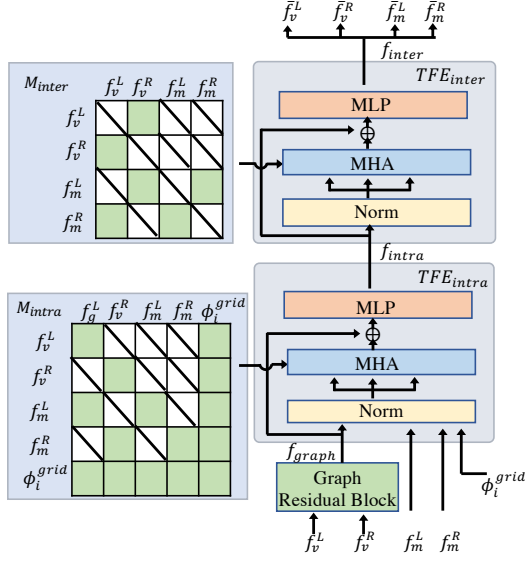 f̄_v^L f̄_v^R f̄_m^L f̄_m^R
f_inter
M_inter f_v^L f_v^R f_m^L f_m^R
f_v^L
f_v^R
f_m^L
f_m^R
TFE_inter
MLP
⊕
MHA
Norm
f_intra
M_intra f_g^L f_v^R f_m^L f_m^R ϕ_i^grid
f_v^L
f_v^R
f_m^L
f_m^R
ϕ_i^grid
TFE_intra
MLP
⊕
MHA
Norm
f_graph
Graph
Residual Block
ϕ_i^grid
f_v^L f_v^R f_m^L f_m^R